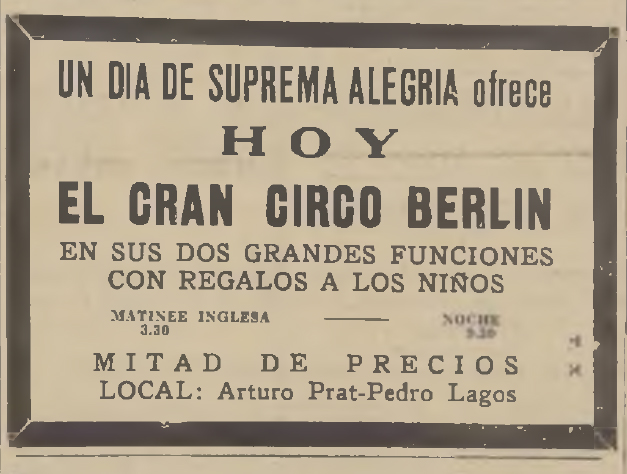 UN DIA DE SUPREMA ALEGRIA ofrece
HOY
EL GRAN CIRCO BERLIN
EN SUS DOS GRANDES FUNCIONES
CON REGALOS A LOS NIÑOS
MATINEE INGLESA —— NOCHE
3.30
MITAD DE PRECIOS
LOCAL: Arturo Prat-Pedro Lagos